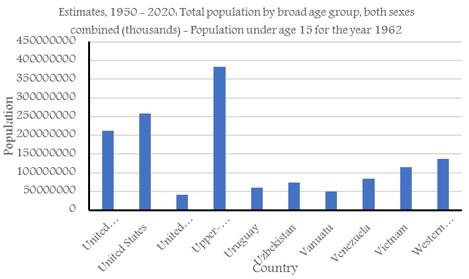 Estimates, 1950 - 2020: Total population by broad age group, both sexes
combined (thousands) - Population under age 15 for the year 1962
450000000
400000000
350000000
300000000
250000000
200000000
150000000
100000000
50000000
0
Population
United...
United States
United...
Upper-...
Uruguay
Uzbekistan
Vanuatu
Venezuela
Vietnam
Western...
Country